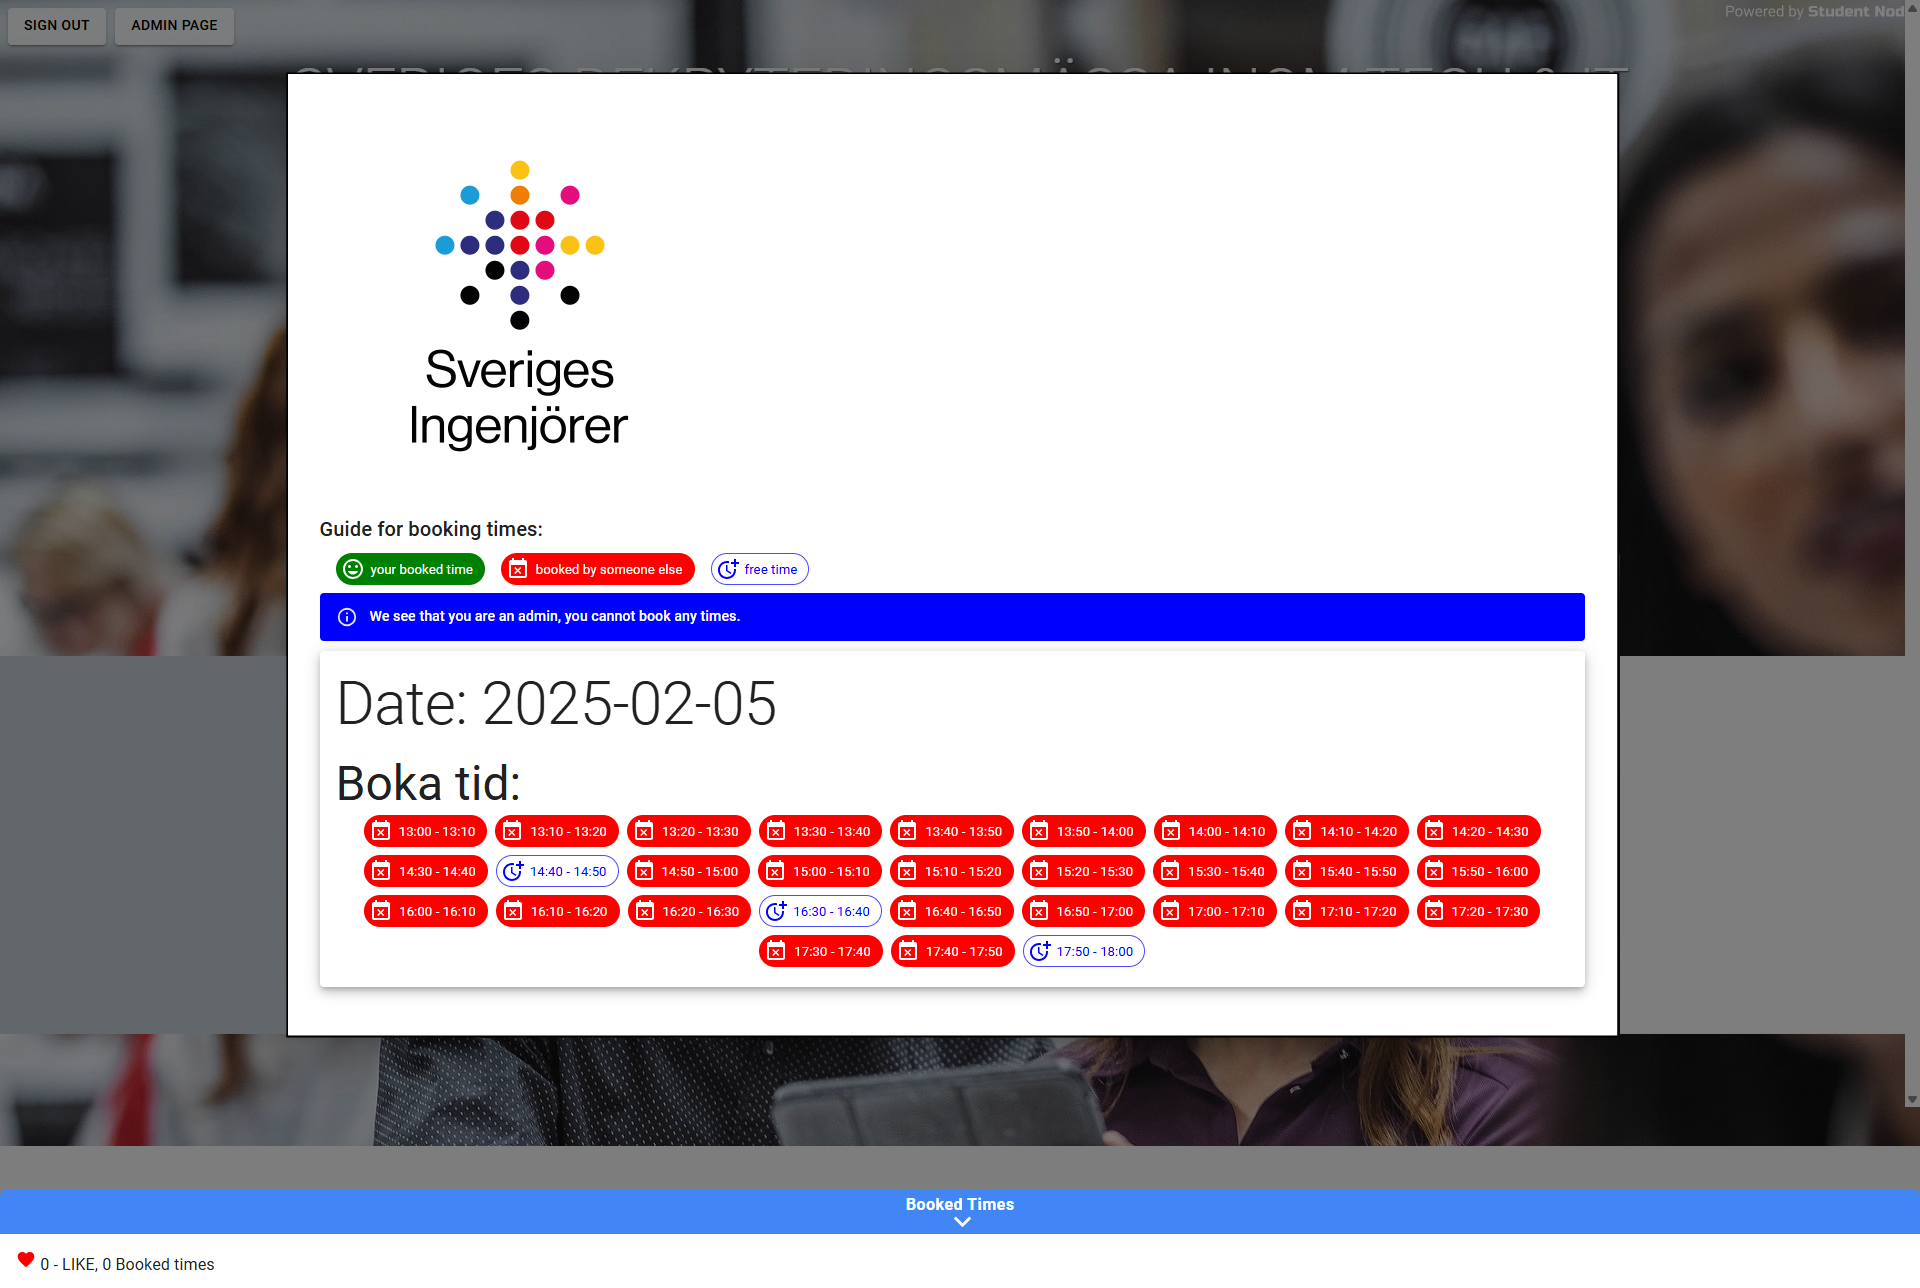 SIGN OUT
ADMIN PAGE
Powered by Student Nod
SVERIGES REKRYTERINGSMÄSSA INOM TECH & IT
Sveriges
Ingenjörer
Guide for booking times:
your booked time
booked by someone else
free time
We see that you are an admin, you cannot book any times.
Date: 2025-02-05
Boka tid:
13:00 - 13:10 13:10 - 13:20 13:20 - 13:30 13:30 - 13:40 13:40 - 13:50 13:50 - 14:00 14:00 - 14:10 14:10 - 14:20 14:20 - 14:30
14:30 - 14:40 14:40 - 14:50 14:50 - 15:00 15:00 - 15:10 15:10 - 15:20 15:20 - 15:30 15:30 - 15:40 15:40 - 15:50 15:50 - 16:00
16:00 - 16:10 16:10 - 16:20 16:20 - 16:30 16:30 - 16:40 16:40 - 16:50 16:50 - 17:00 17:00 - 17:10 17:10 - 17:20 17:20 - 17:30
17:30 - 17:40 17:40 - 17:50 17:50 - 18:00
Booked Times
0 - LIKE, 0 Booked times